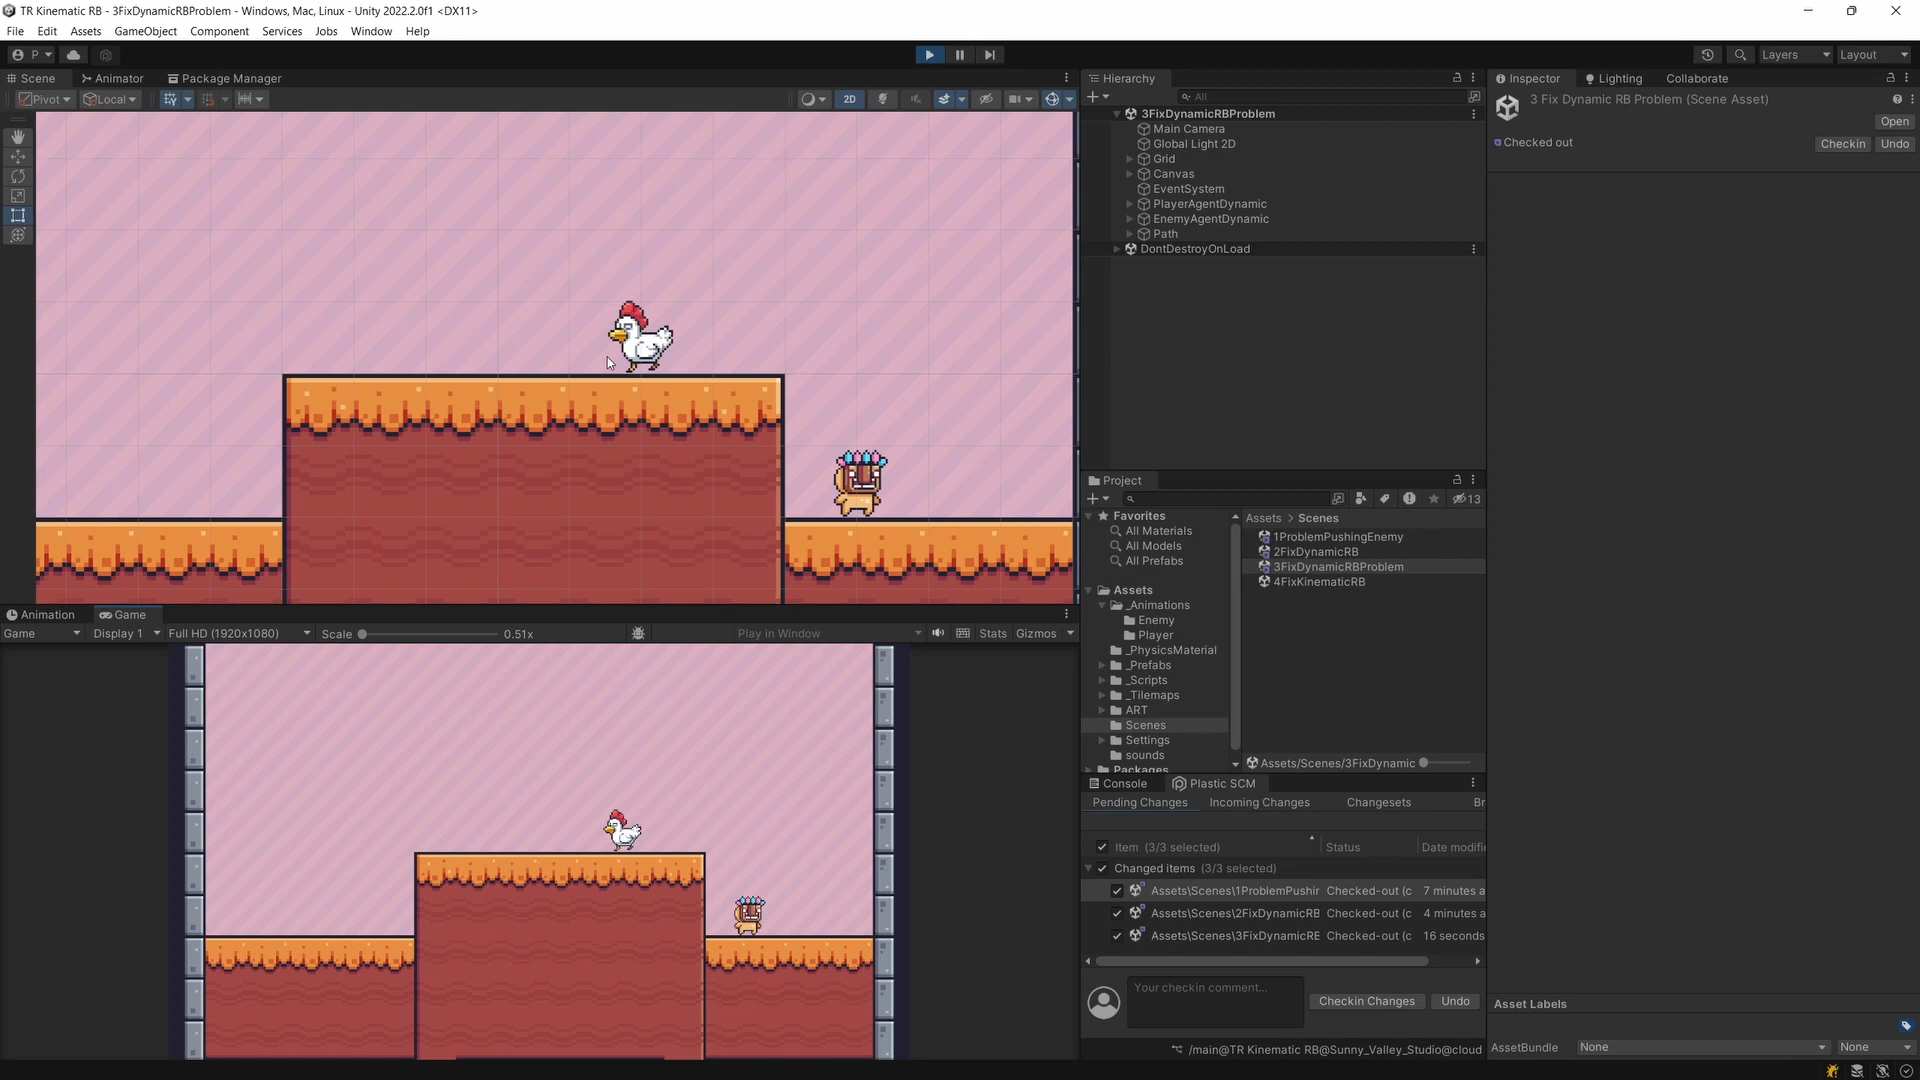 TR Kinematic RB - 3FixDynamicRBProblem - Windows, Mac, Linux - Unity 2022.2.0f1 <DX11>
File Edit Assets GameObject Component Services Jobs Window Help
P Layers Layout
Scene Animator Package Manager
Pivot Local 2D
Hierarchy
All
3FixDynamicRBProblem
Main Camera
Global Light 2D
Grid
Canvas
EventSystem
PlayerAgentDynamic
EnemyAgentDynamic
Path
DontDestroyOnLoad
Inspector Lighting Collaborate
3 Fix Dynamic RB Problem (Scene Asset)
Open
Checked out Checkin Undo
Project
13
Favorites
All Materials
All Models
All Prefabs
Assets
_Animations
Enemy
Player
_PhysicsMaterial
_Prefabs
_Scripts
_Tilemaps
ART
Scenes
Settings
sounds
Packages
Assets > Scenes
1ProblemPushingEnemy
2FixDynamicRB
3FixDynamicRBProblem
4FixKinematicRB
Assets/Scenes/3FixDynamic
Animation Game
Game Display 1 Full HD (1920x1080) Scale 0.51x Play in Window Stats Gizmos
Console Plastic SCM
Pending Changes Incoming Changes Changesets Br
Item (3/3 selected) Status Date modifi
Changed items (3/3 selected)
Assets\Scenes\1ProblemPushir Checked-out (c 7 minutes a
Assets\Scenes\2FixDynamicRB Checked-out (c 4 minutes a
Assets\Scenes\3FixDynamicRE Checked-out (c 16 seconds
Your checkin comment...
Checkin Changes Undo
/main@TR Kinematic RB@Sunny_Valley_Studio@cloud
Asset Labels
AssetBundle None None